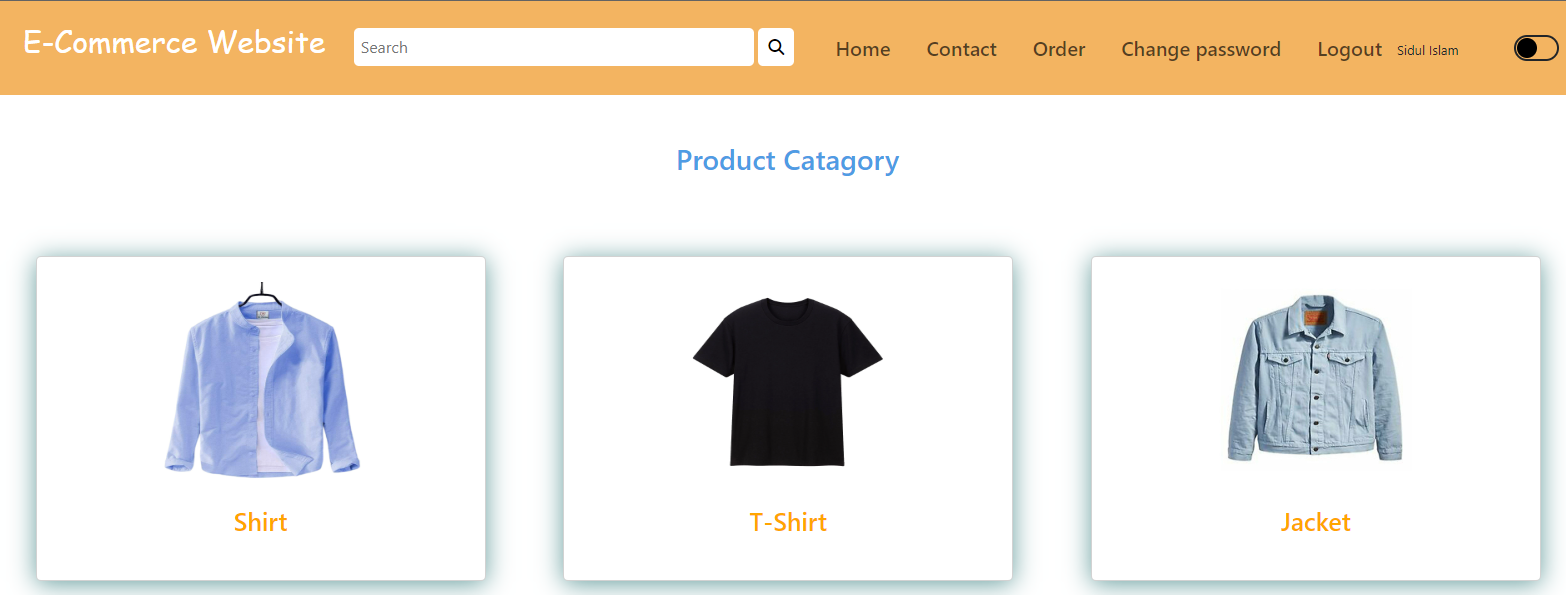 E-Commerce Website Search Home Contact Order Change password Logout Sidul Islam
Product Catagory
Shirt T-Shirt Jacket